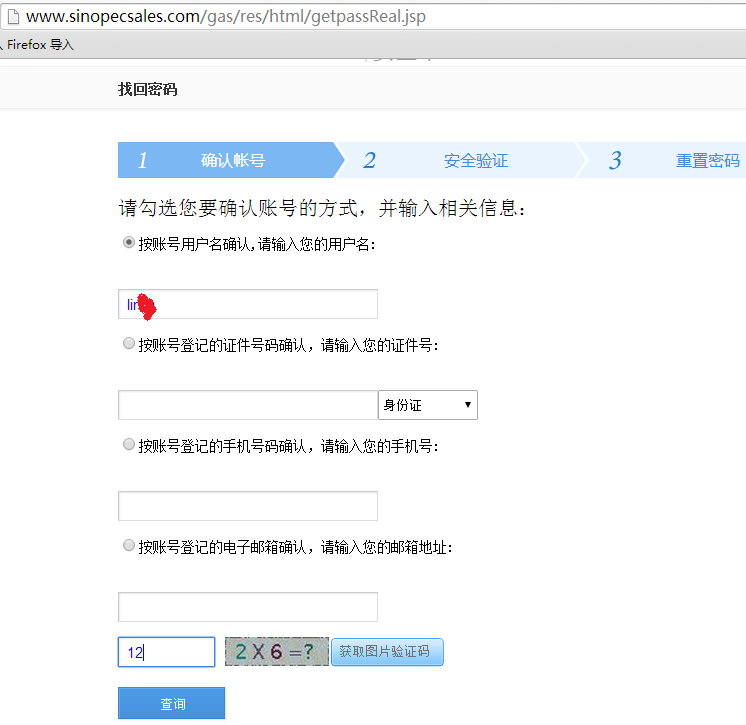 www.sinopecsales.com/gas/res/html/getpassReal.jsp
Firefox 导入
找回密码
1 确认帐号 2 安全验证 3 重置密码
请勾选您要确认账号的方式，并输入相关信息：
按账号用户名确认,请输入您的用户名：
按账号登记的证件号码确认，请输入您的证件号：
身份证
按账号登记的手机号码确认，请输入您的手机号：
按账号登记的电子邮箱确认，请输入您的邮箱地址：
12 2X6=? 获取图片验证码
查询